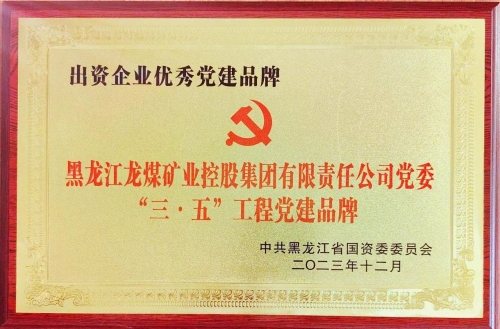 出资企业优秀党建品牌
黑龙江龙煤矿业控股集团有限责任公司党委
“三·五”工程党建品牌
中共黑龙江省国资委委员会
二〇二三年十二月